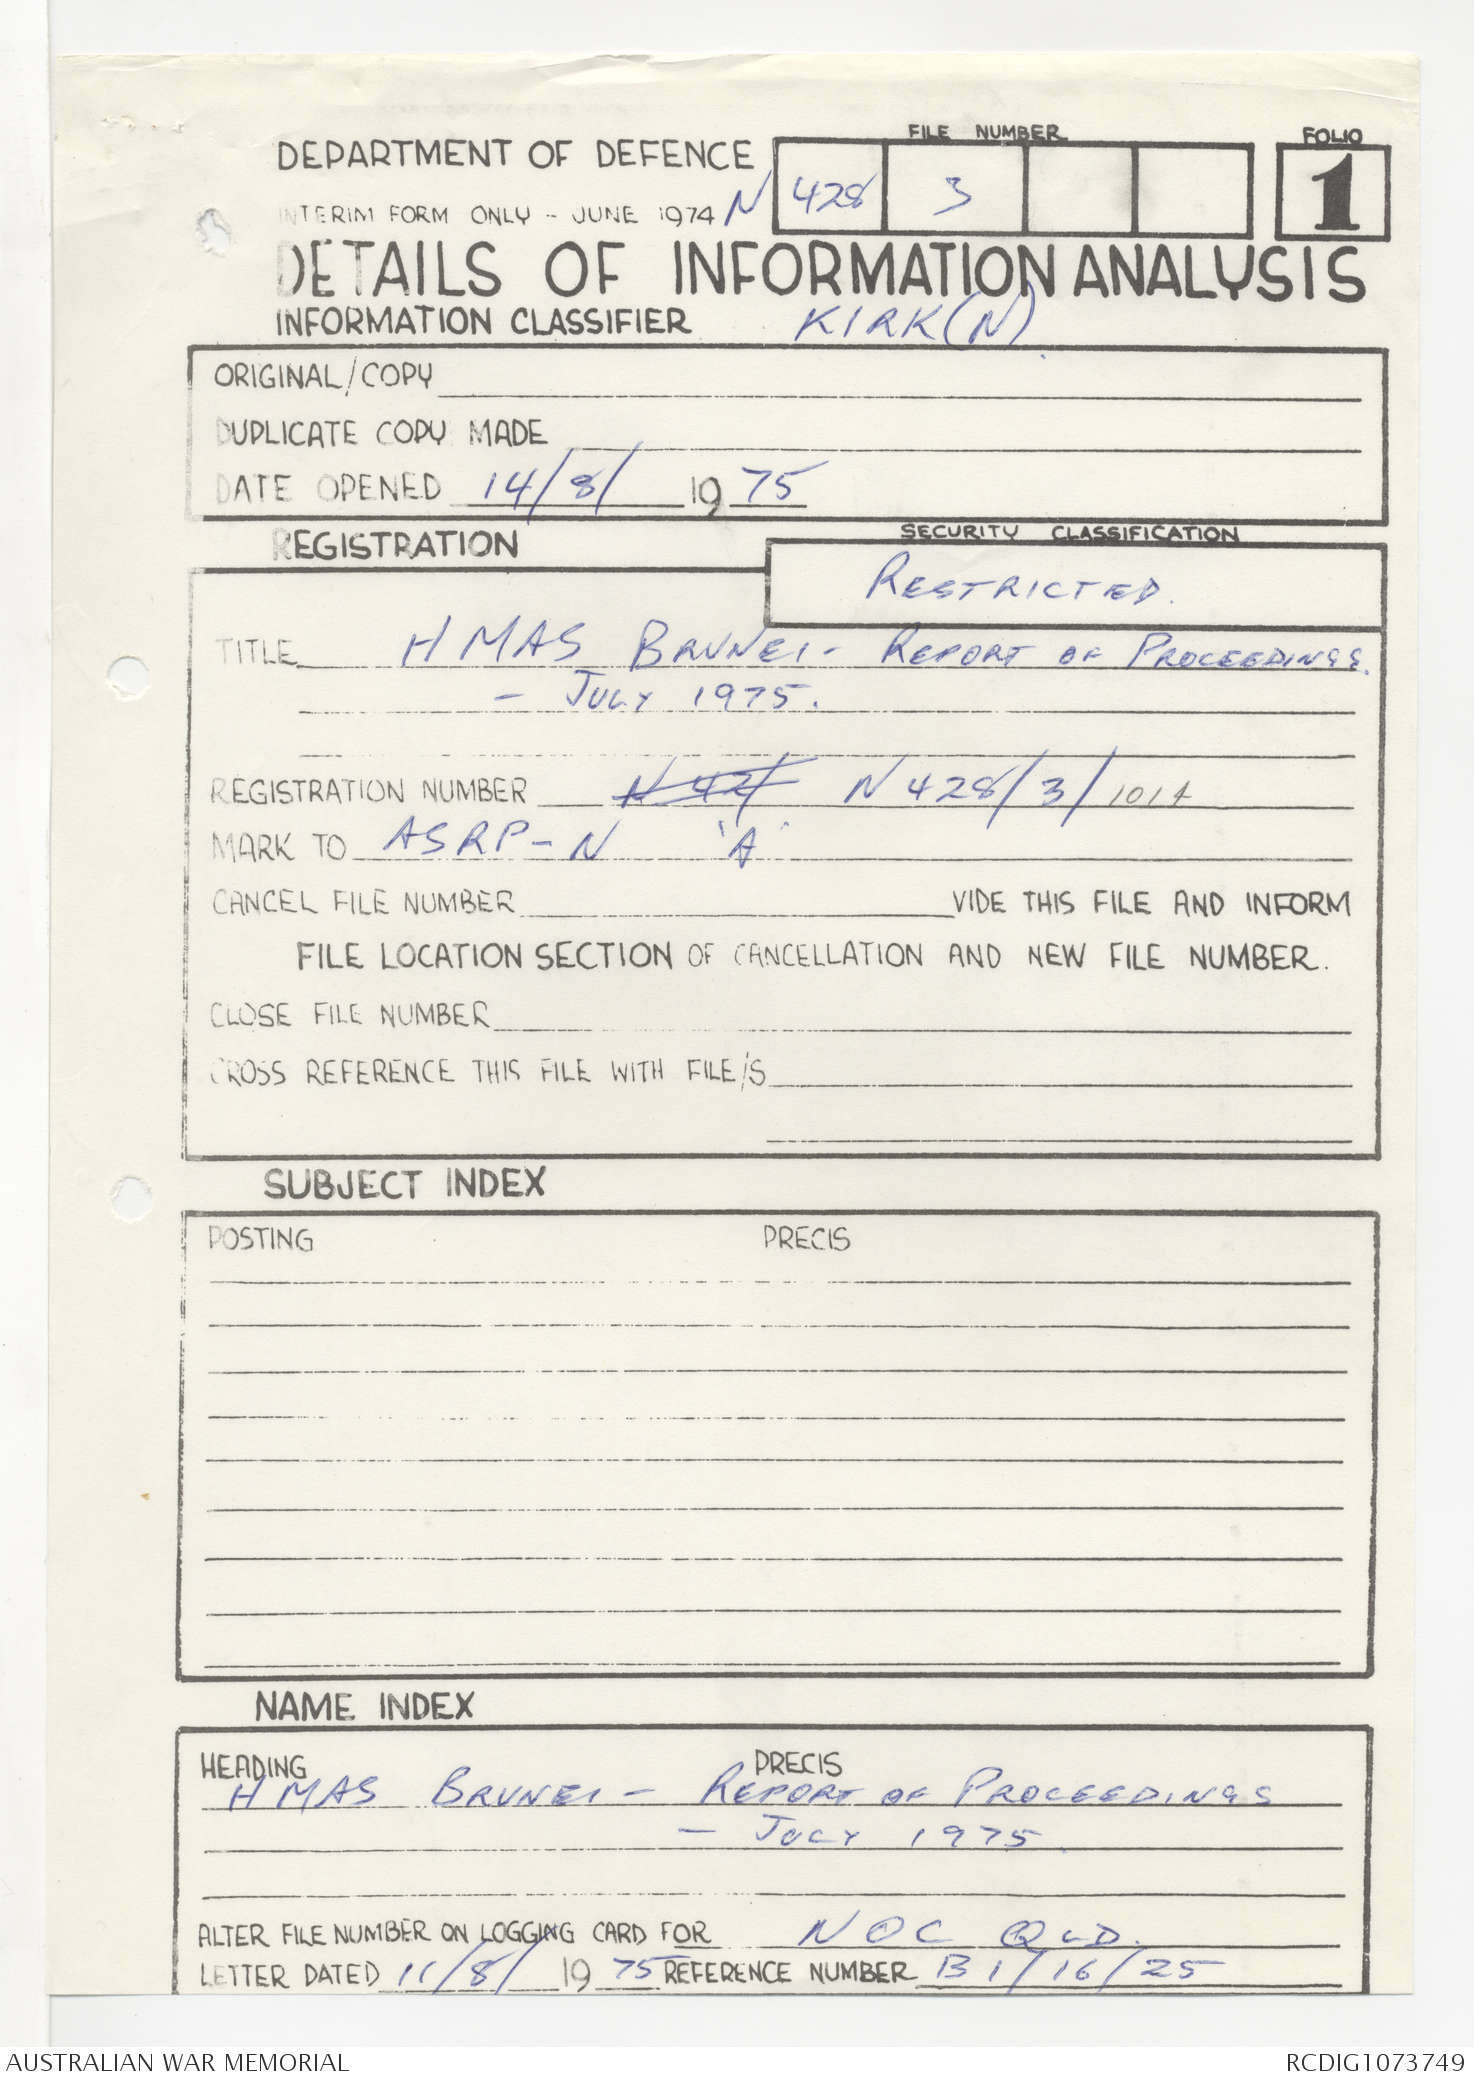 FILE NUMBER
FOLIO
DEPARTMENT OF DEFENCE
N 428 3
1
INTERIM FORM ONLY - JUNE 1974
DETAILS OF INFORMATION ANALYSIS
INFORMATION CLASSIFIER KIRK(N).
ORIGINAL/COPY
DUPLICATE COPY MADE
DATE OPENED 14/8/ 1975
REGISTRATION
SECURITY CLASSIFICATION
RESTRICTED.
TITLE HMAS BRUNEI - REPORT OF PROCEEDINGS.
- JULY 1975.
REGISTRATION NUMBER N 42/ N 428/3/1014
MARK TO ASRP-N 'A'
CANCEL FILE NUMBER VIDE THIS FILE AND INFORM
FILE LOCATION SECTION OF CANCELLATION AND NEW FILE NUMBER.
CLOSE FILE NUMBER
CROSS REFERENCE THIS FILE WITH FILE/S
SUBJECT INDEX
POSTING PRECIS
NAME INDEX
HEADING PRECIS
HMAS BRUNEI - REPORT OF PROCEEDINGS
- JULY 1975
ALTER FILE NUMBER ON LOGGING CARD FOR NOC QLD.
LETTER DATED 11/8/ 1975 REFERENCE NUMBER B1/16/25
AUSTRALIAN WAR MEMORIAL
RCDIG1073749